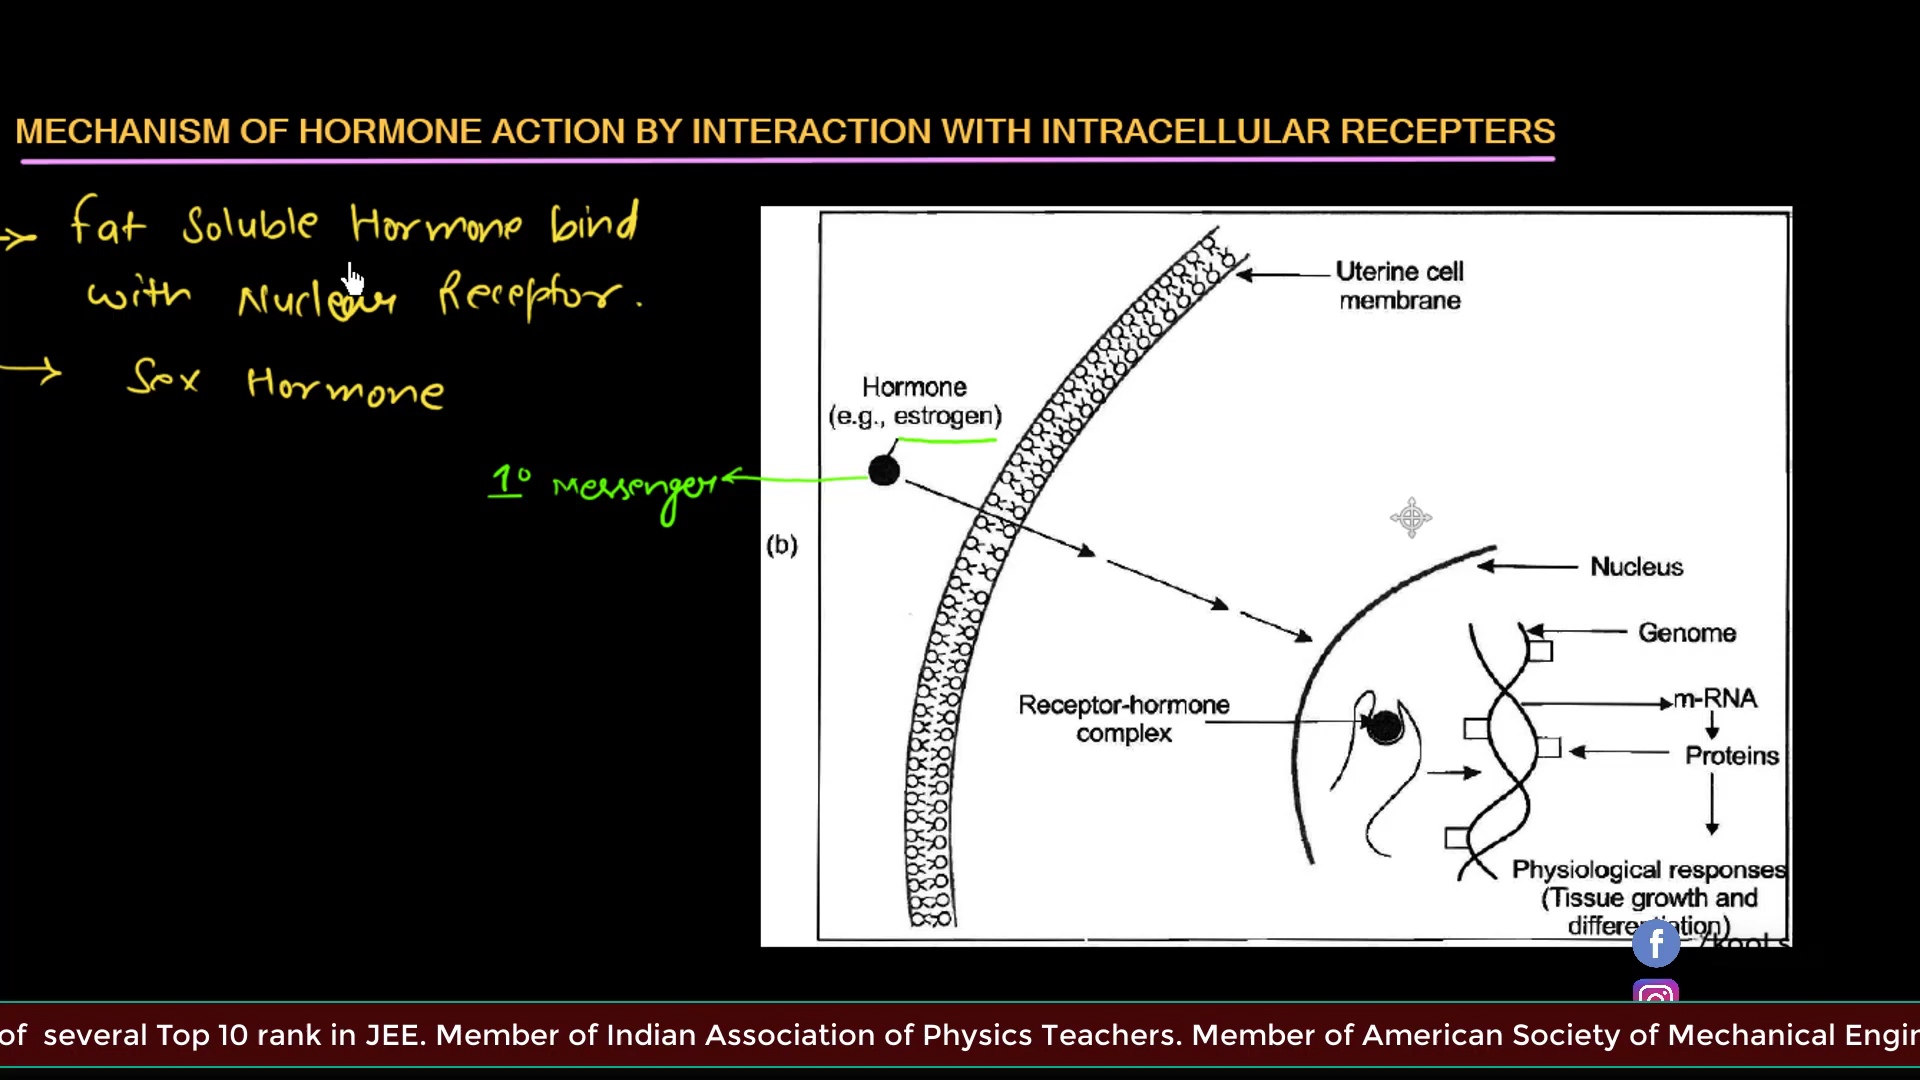 MECHANISM OF HORMONE ACTION BY INTERACTION WITH INTRACELLULAR RECEPTERS
fat Soluble Hormone bind
with Nuclear Receptor.
Sex Hormone
1° Messenger
Uterine cell
membrane
Hormone
(e.g., estrogen)
(b)
Nucleus
Genome
Receptor-hormone
complex
m-RNA
Proteins
Physiological responses
(Tissue growth and
differentiation)
of several Top 10 rank in JEE. Member of Indian Association of Physics Teachers. Member of American Society of Mechanical Engin